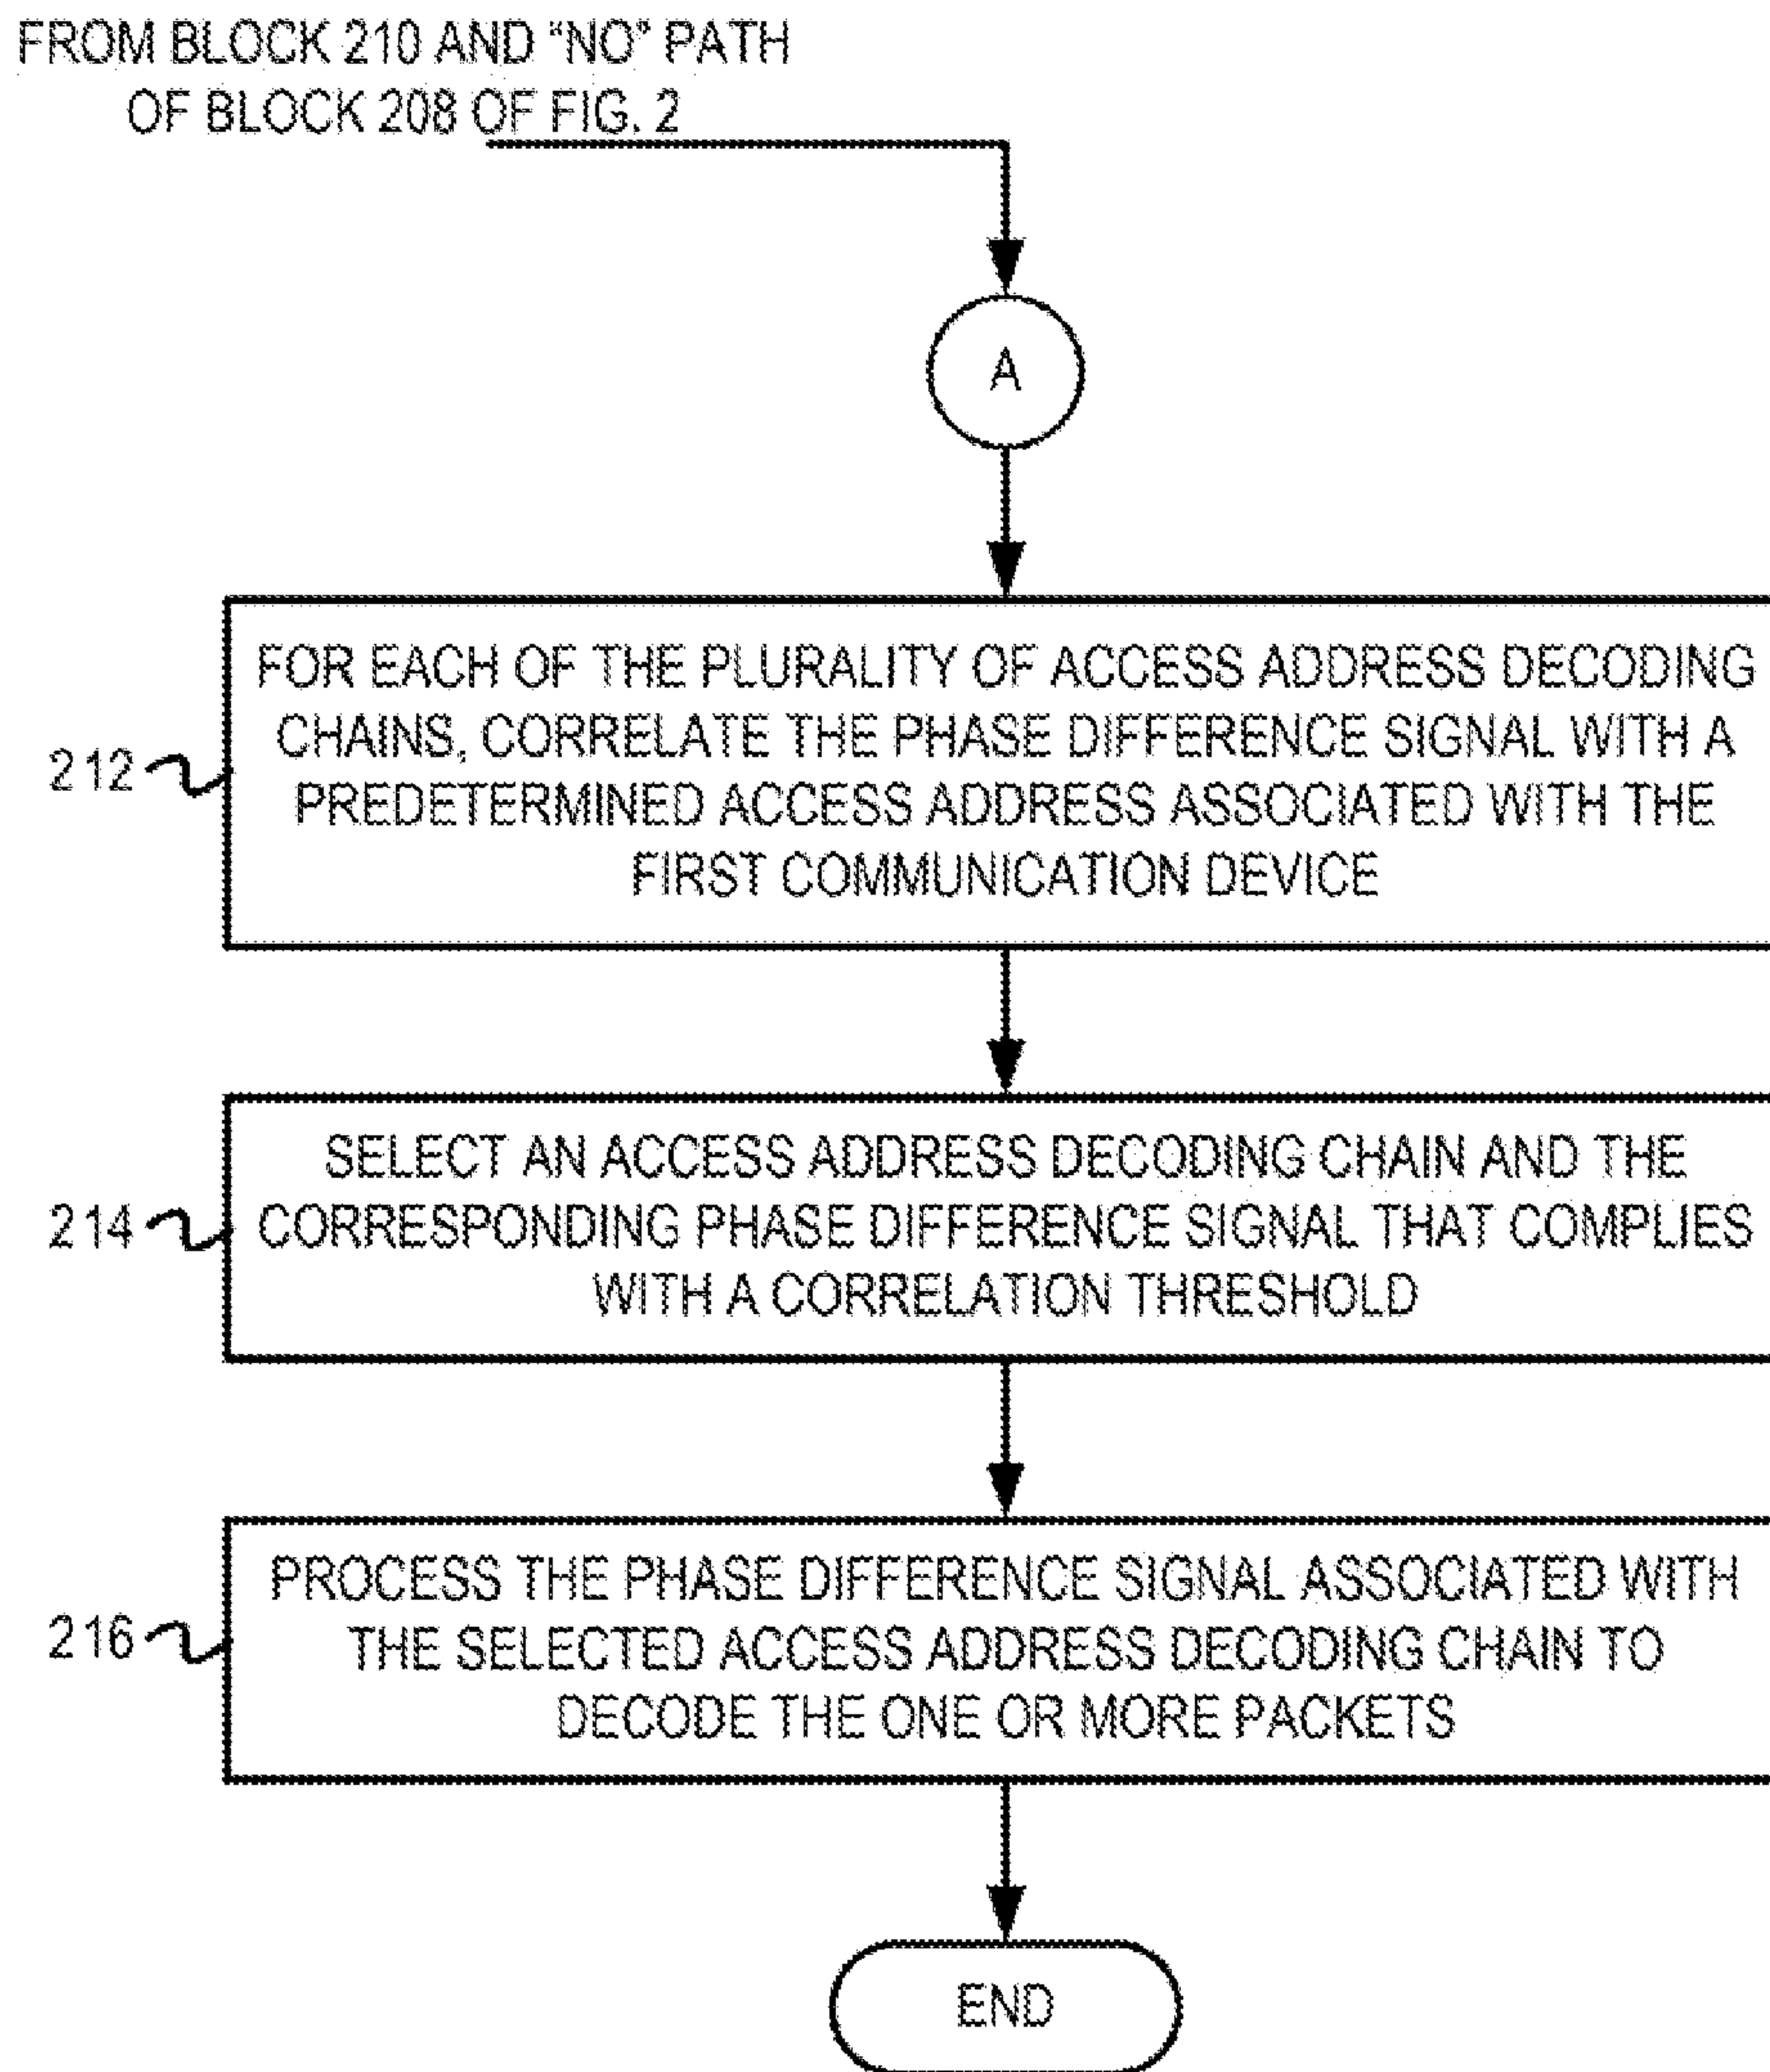 FROM BLOCK 210 AND "NO" PATH
OF BLOCK 208 OF FIG. 2
A
FOR EACH OF THE PLURALITY OF ACCESS ADDRESS DECODING
CHAINS, CORRELATE THE PHASE DIFFERENCE SIGNAL WITH A
212
PREDETERMINED ACCESS ADDRESS ASSOCIATED WITH THE
FIRST COMMUNICATION DEVICE
SELECT AN ACCESS ADDRESS DECODING CHAIN AND THE
214
CORRESPONDING PHASE DIFFERENCE SIGNAL THAT COMPLIES
WITH A CORRELATION THRESHOLD
PROCESS THE PHASE DIFFERENCE SIGNAL ASSOCIATED WITH
216
THE SELECTED ACCESS ADDRESS DECODING CHAIN TO
DECODE THE ONE OR MORE PACKETS
END